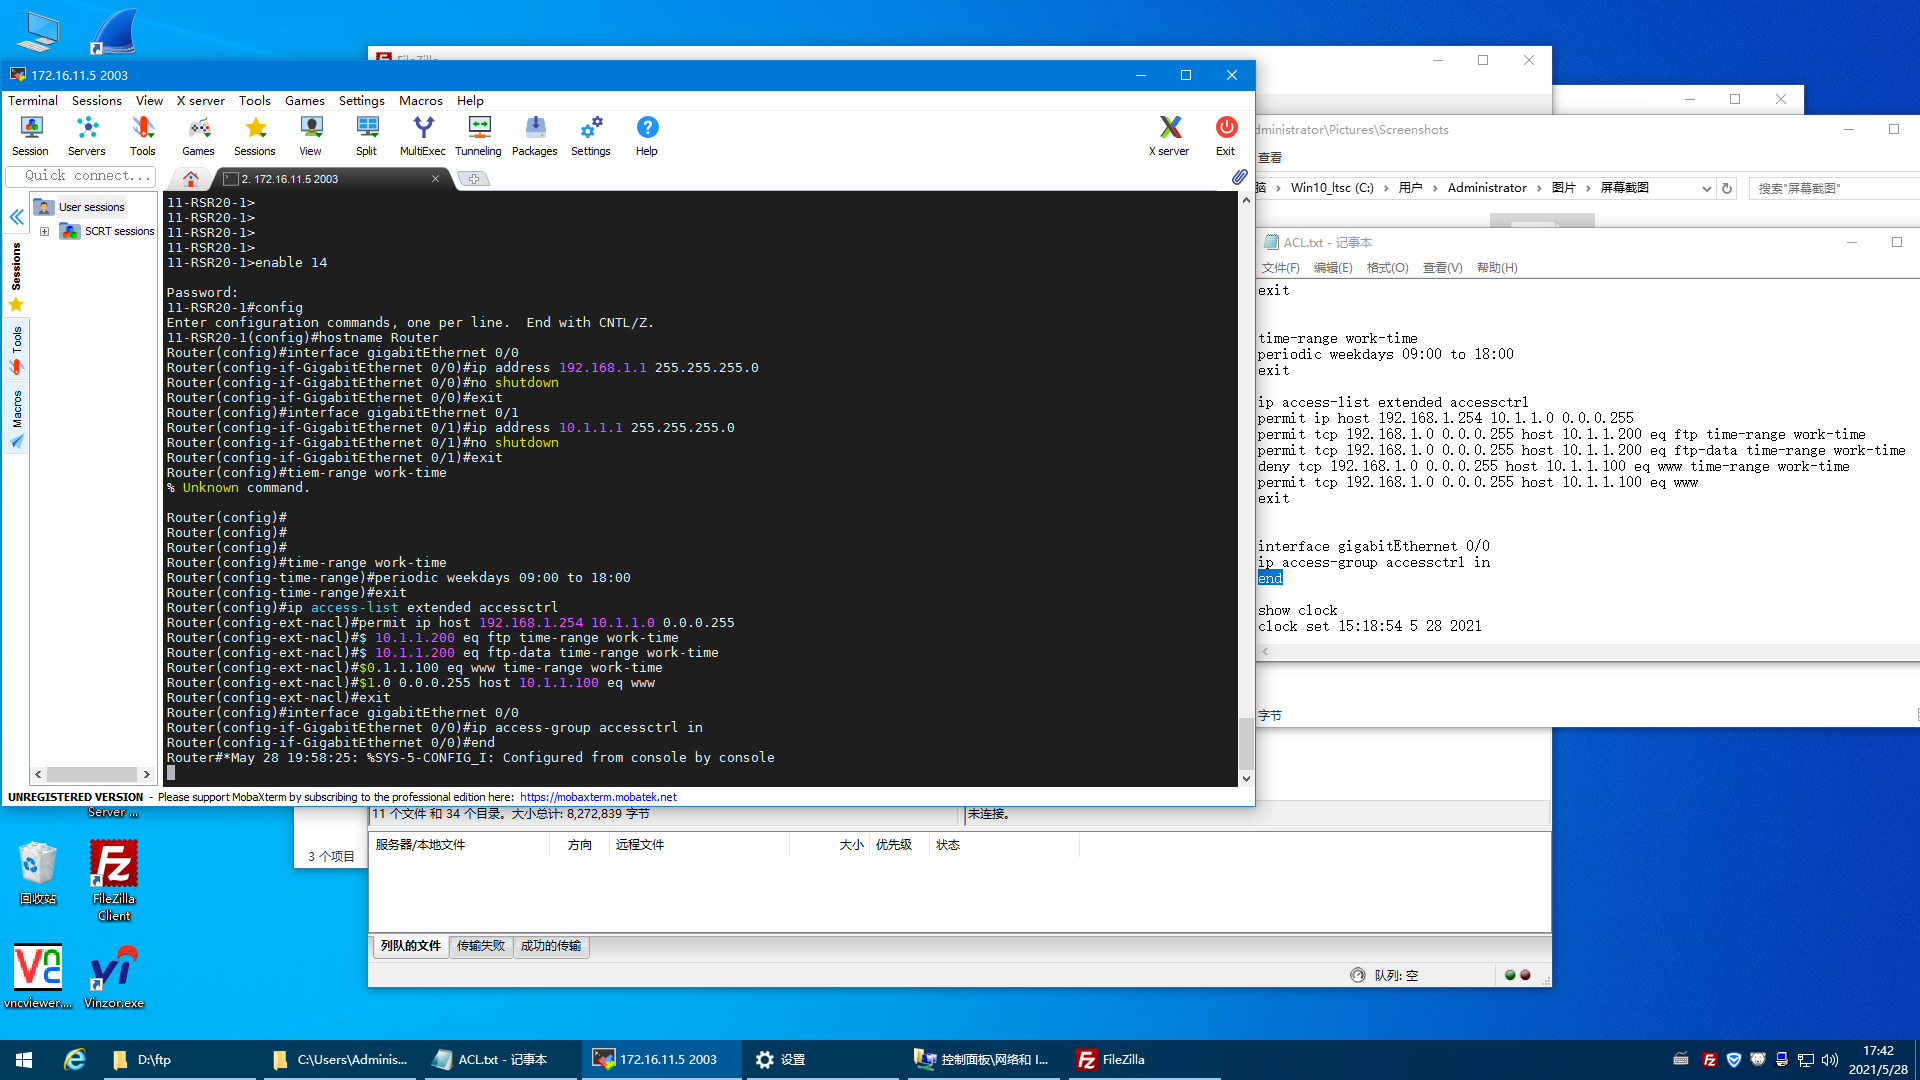 FileZilla
172.16.11.5 2003
Terminal Sessions View X server Tools Games Settings Macros Help
Session Servers Tools Games Sessions View Split MultiExec Tunneling Packages Settings Help X server Exit
Quick connect...
2. 172.16.11.5 2003
User sessions
SCRT sessions
Sessions
Tools
Macros
11-RSR20-1>
11-RSR20-1>
11-RSR20-1>
11-RSR20-1>
11-RSR20-1>enable 14
Password:
11-RSR20-1#config
Enter configuration commands, one per line.  End with CNTL/Z.
11-RSR20-1(config)#hostname Router
Router(config)#interface gigabitEthernet 0/0
Router(config-if-GigabitEthernet 0/0)#ip address 192.168.1.1 255.255.255.0
Router(config-if-GigabitEthernet 0/0)#no shutdown
Router(config-if-GigabitEthernet 0/0)#exit
Router(config)#interface gigabitEthernet 0/1
Router(config-if-GigabitEthernet 0/1)#ip address 10.1.1.1 255.255.255.0
Router(config-if-GigabitEthernet 0/1)#no shutdown
Router(config-if-GigabitEthernet 0/1)#exit
Router(config)#tiem-range work-time
% Unknown command.
Router(config)#
Router(config)#
Router(config)#
Router(config)#time-range work-time
Router(config-time-range)#periodic weekdays 09:00 to 18:00
Router(config-time-range)#exit
Router(config)#ip access-list extended accessctrl
Router(config-ext-nacl)#permit ip host 192.168.1.254 10.1.1.0 0.0.0.255
Router(config-ext-nacl)#$ 10.1.1.200 eq ftp time-range work-time
Router(config-ext-nacl)#$ 10.1.1.200 eq ftp-data time-range work-time
Router(config-ext-nacl)#$0.1.1.100 eq www time-range work-time
Router(config-ext-nacl)#$1.0 0.0.0.255 host 10.1.1.100 eq www
Router(config-ext-nacl)#exit
Router(config)#interface gigabitEthernet 0/0
Router(config-if-GigabitEthernet 0/0)#ip access-group accessctrl in
Router(config-if-GigabitEthernet 0/0)#end
Router#*May 28 19:58:25: %SYS-5-CONFIG_I: Configured from console by console
UNREGISTERED VERSION - Please support MobaXterm by subscribing to the professional edition here: https://mobaxterm.mobatek.net
dministrator\Pictures\Screenshots
查看
脑 › Win10_ltsc (C:) › 用户 › Administrator › 图片 › 屏幕截图
搜索"屏幕截图"
ACL.txt - 记事本
文件(F) 编辑(E) 格式(O) 查看(V) 帮助(H)
exit
time-range work-time
periodic weekdays 09:00 to 18:00
exit
ip access-list extended accessctrl
permit ip host 192.168.1.254 10.1.1.0 0.0.0.255
permit tcp 192.168.1.0 0.0.0.255 host 10.1.1.200 eq ftp time-range work-time
permit tcp 192.168.1.0 0.0.0.255 host 10.1.1.200 eq ftp-data time-range work-time
deny tcp 192.168.1.0 0.0.0.255 host 10.1.1.100 eq www time-range work-time
permit tcp 192.168.1.0 0.0.0.255 host 10.1.1.100 eq www
exit
interface gigabitEthernet 0/0
ip access-group accessctrl in
end
show clock
clock set 15:18:54 5 28 2021
字节
11 个文件 和 34 个目录。大小总计: 8,272,839 字节
未连接。
服务器/本地文件 方向 远程文件 大小 优先级 状态
3 个项目
列队的文件 传输失败 成功的传输
队列: 空
Server ...
回收站
FileZilla Client
vncviewer....
Vinzor.exe
D:\ftp
C:\Users\Adminis...
ACL.txt - 记事本
172.16.11.5 2003
设置
控制面板\网络和 I...
FileZilla
17:42
2021/5/28